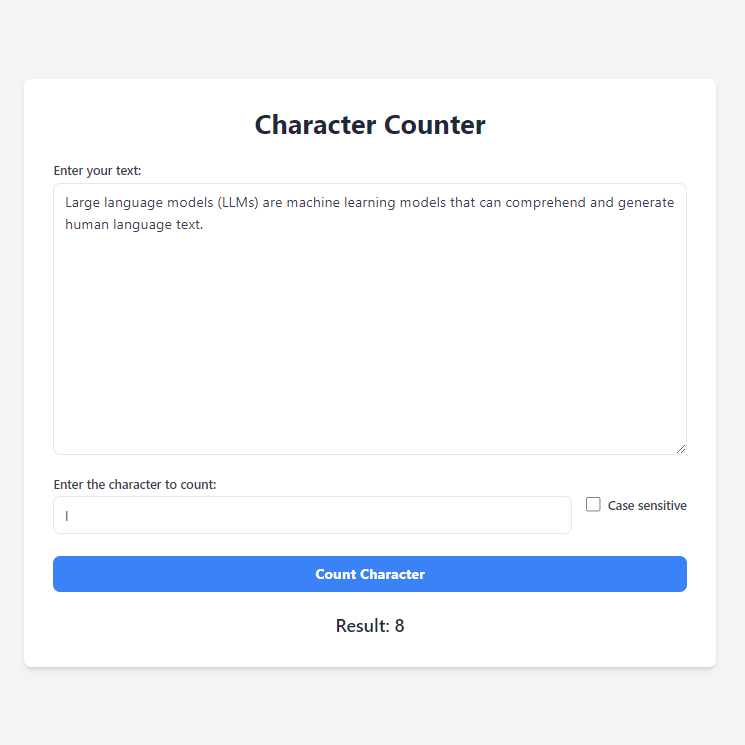 Character Counter
Enter your text:
Large language models (LLMs) are machine learning models that can comprehend and generate
human language text.
Enter the character to count:
l
Case sensitive
Count Character
Result: 8